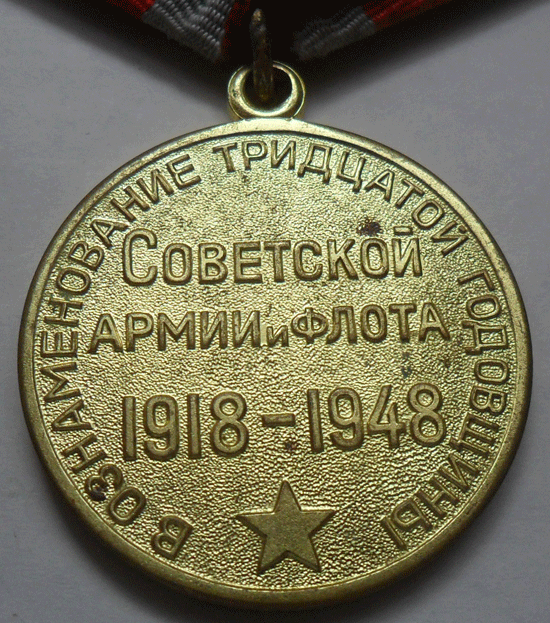 В ОЗНАМЕНОВАНИЕ ТРИДЦАТОЙ ГОДОВЩИНЫ
СОВЕТСКОЙ
АРМИИ и ФЛОТА
1918-1948